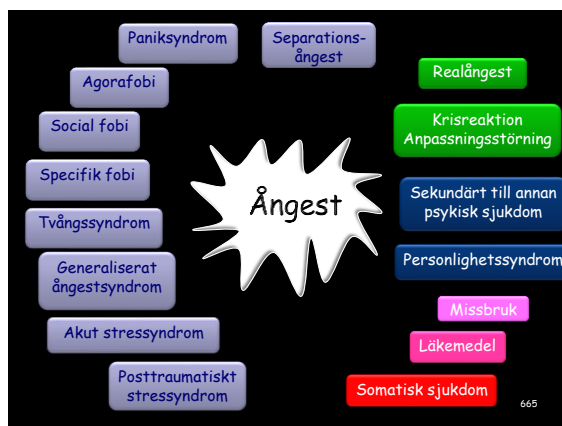 Paniksyndrom
Separations-
ångest
Realångest
Agorafobi
Krisreaktion
Anpassningsstörning
Social fobi
Specifik fobi
Ångest
Sekundärt till annan
psykisk sjukdom
Tvångssyndrom
Personlighetssyndrom
Generaliserat
ångestsyndrom
Missbruk
Akut stressyndrom
Läkemedel
Posttraumatiskt
stressyndrom
Somatisk sjukdom
665